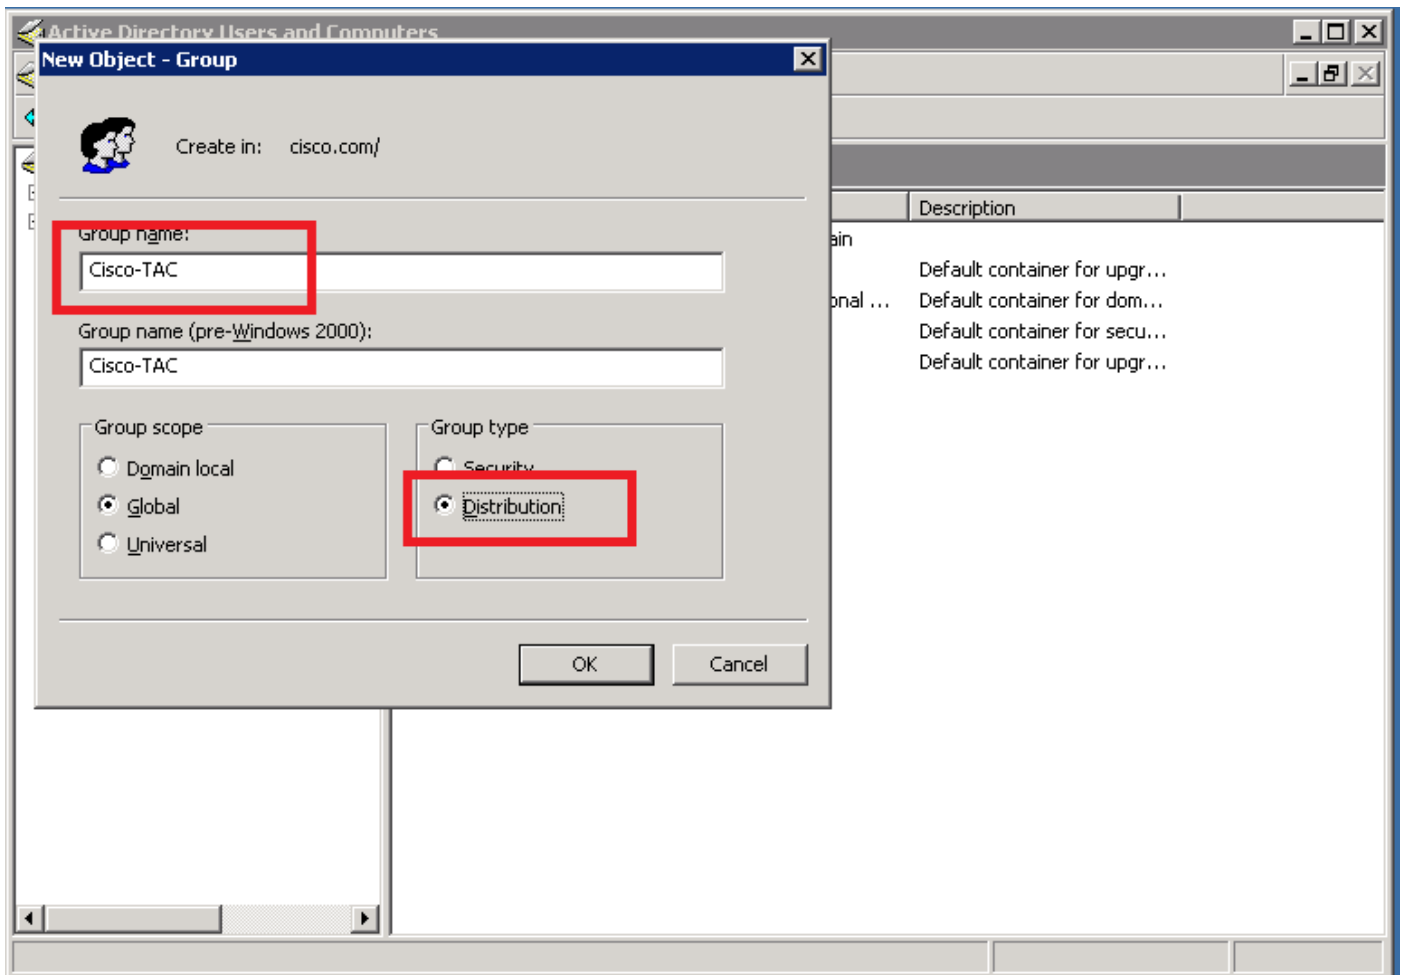 Active Directory Users and Computers
New Object - Group
Create in: cisco.com/
Group name:
Cisco-TAC
Group name (pre-Windows 2000):
Cisco-TAC
Group scope
Domain local
Global
Universal
Group type
Security
Distribution
OK Cancel
Description
ain
Default container for upgr...
onal ... Default container for dom...
Default container for secu...
Default container for upgr...